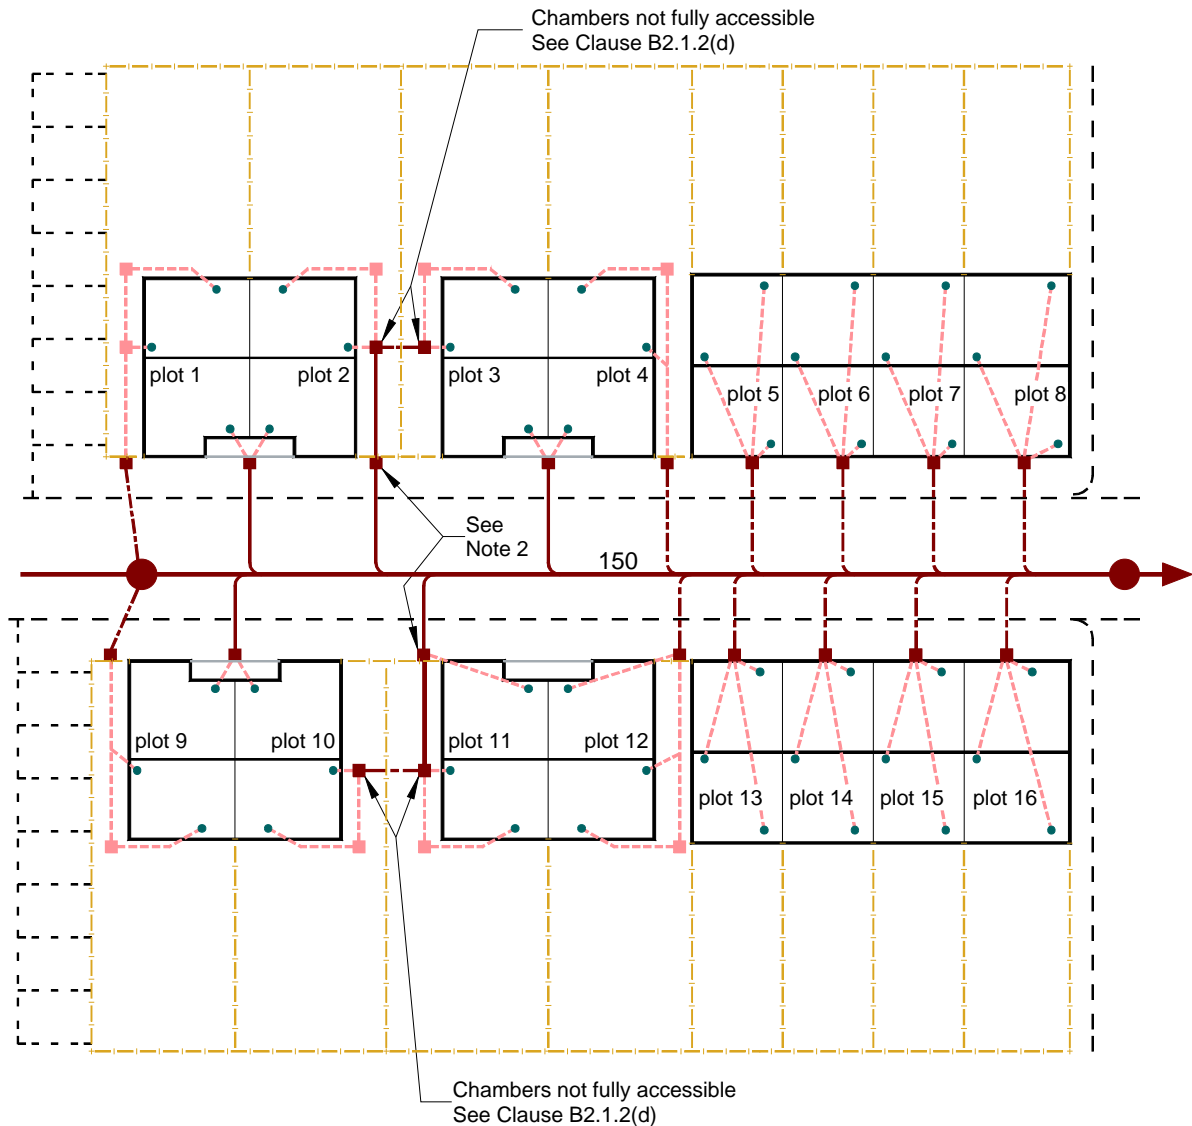 Chambers not fully accessible
See Clause B2.1.2(d)
plot 1
plot 2
plot 3
plot 4
plot 5
plot 6
plot 7
plot 8
See
Note 2
150
plot 9
plot 10
plot 11
plot 12
plot 13
plot 14
plot 15
plot 16
Chambers not fully accessible
See Clause B2.1.2(d)